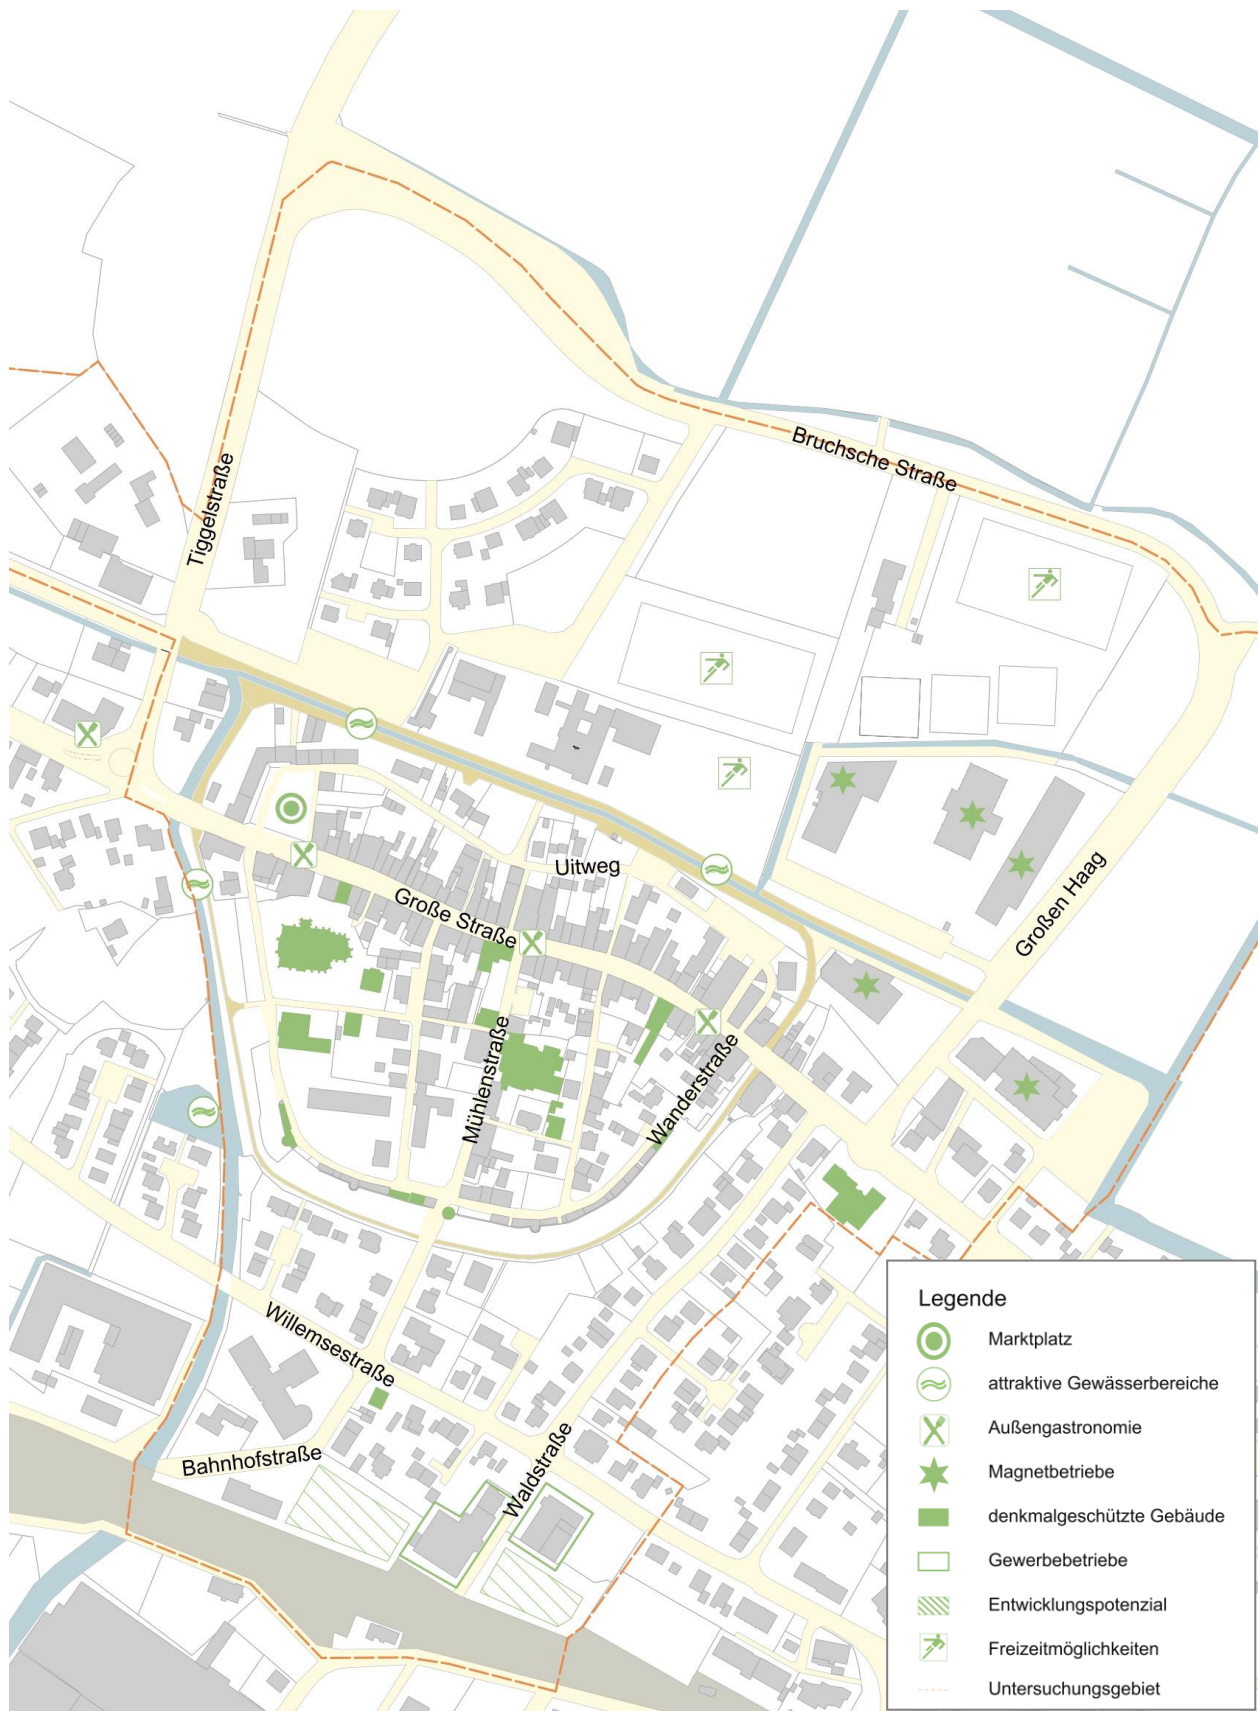 Bruchsche Straße
Tiggelstraße
Uitweg
Große Straße
Großen Haag
Mühlenstraße
Wanderstraße
Willemsestraße
Bahnhofstraße
Waldstraße
Legende
Marktplatz
attraktive Gewässerbereiche
Außengastronomie
Magnetbetriebe
denkmalgeschützte Gebäude
Gewerbebetriebe
Entwicklungspotenzial
Freizeitmöglichkeiten
Untersuchungsgebiet